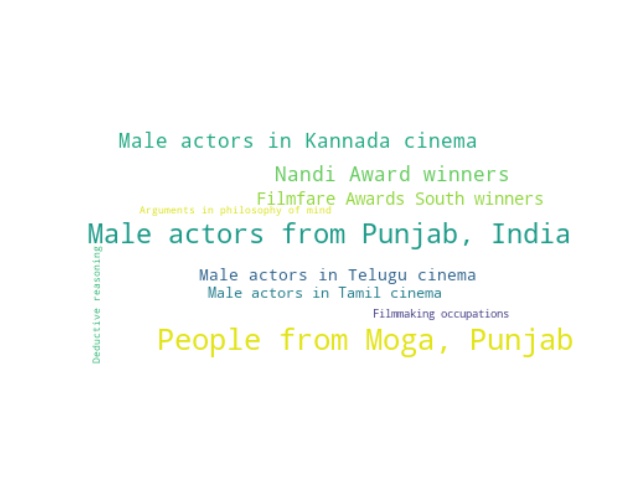 Male actors in Kannada cinema
Nandi Award winners
Filmfare Awards South winners
Arguments in philosophy of mind
Male actors from Punjab, India
Deductive reasoning
Male actors in Telugu cinema
Male actors in Tamil cinema
Filmmaking occupations
People from Moga, Punjab